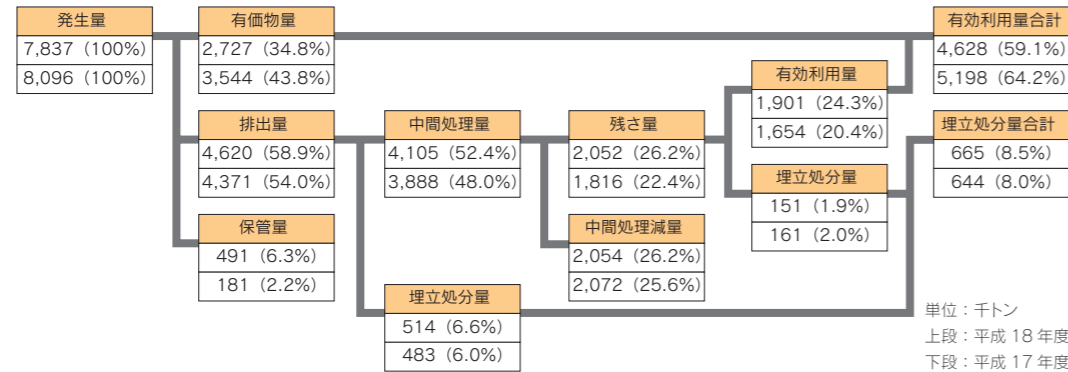 発生量
7,837 (100%)
8,096 (100%)
有価物量
2,727 (34.8%)
3,544 (43.8%)
排出量
4,620 (58.9%)
4,371 (54.0%)
保管量
491 (6.3%)
181 (2.2%)
中間処理量
4,105 (52.4%)
3,888 (48.0%)
埋立処分量
514 (6.6%)
483 (6.0%)
残さ量
2,052 (26.2%)
1,816 (22.4%)
中間処理減量
2,054 (26.2%)
2,072 (25.6%)
有効利用量
1,901 (24.3%)
1,654 (20.4%)
埋立処分量
151 (1.9%)
161 (2.0%)
有効利用量合計
4,628 (59.1%)
5,198 (64.2%)
埋立処分量合計
665 (8.5%)
644 (8.0%)
単位：千トン
上段：平成 18 年度
下段：平成 17 年度